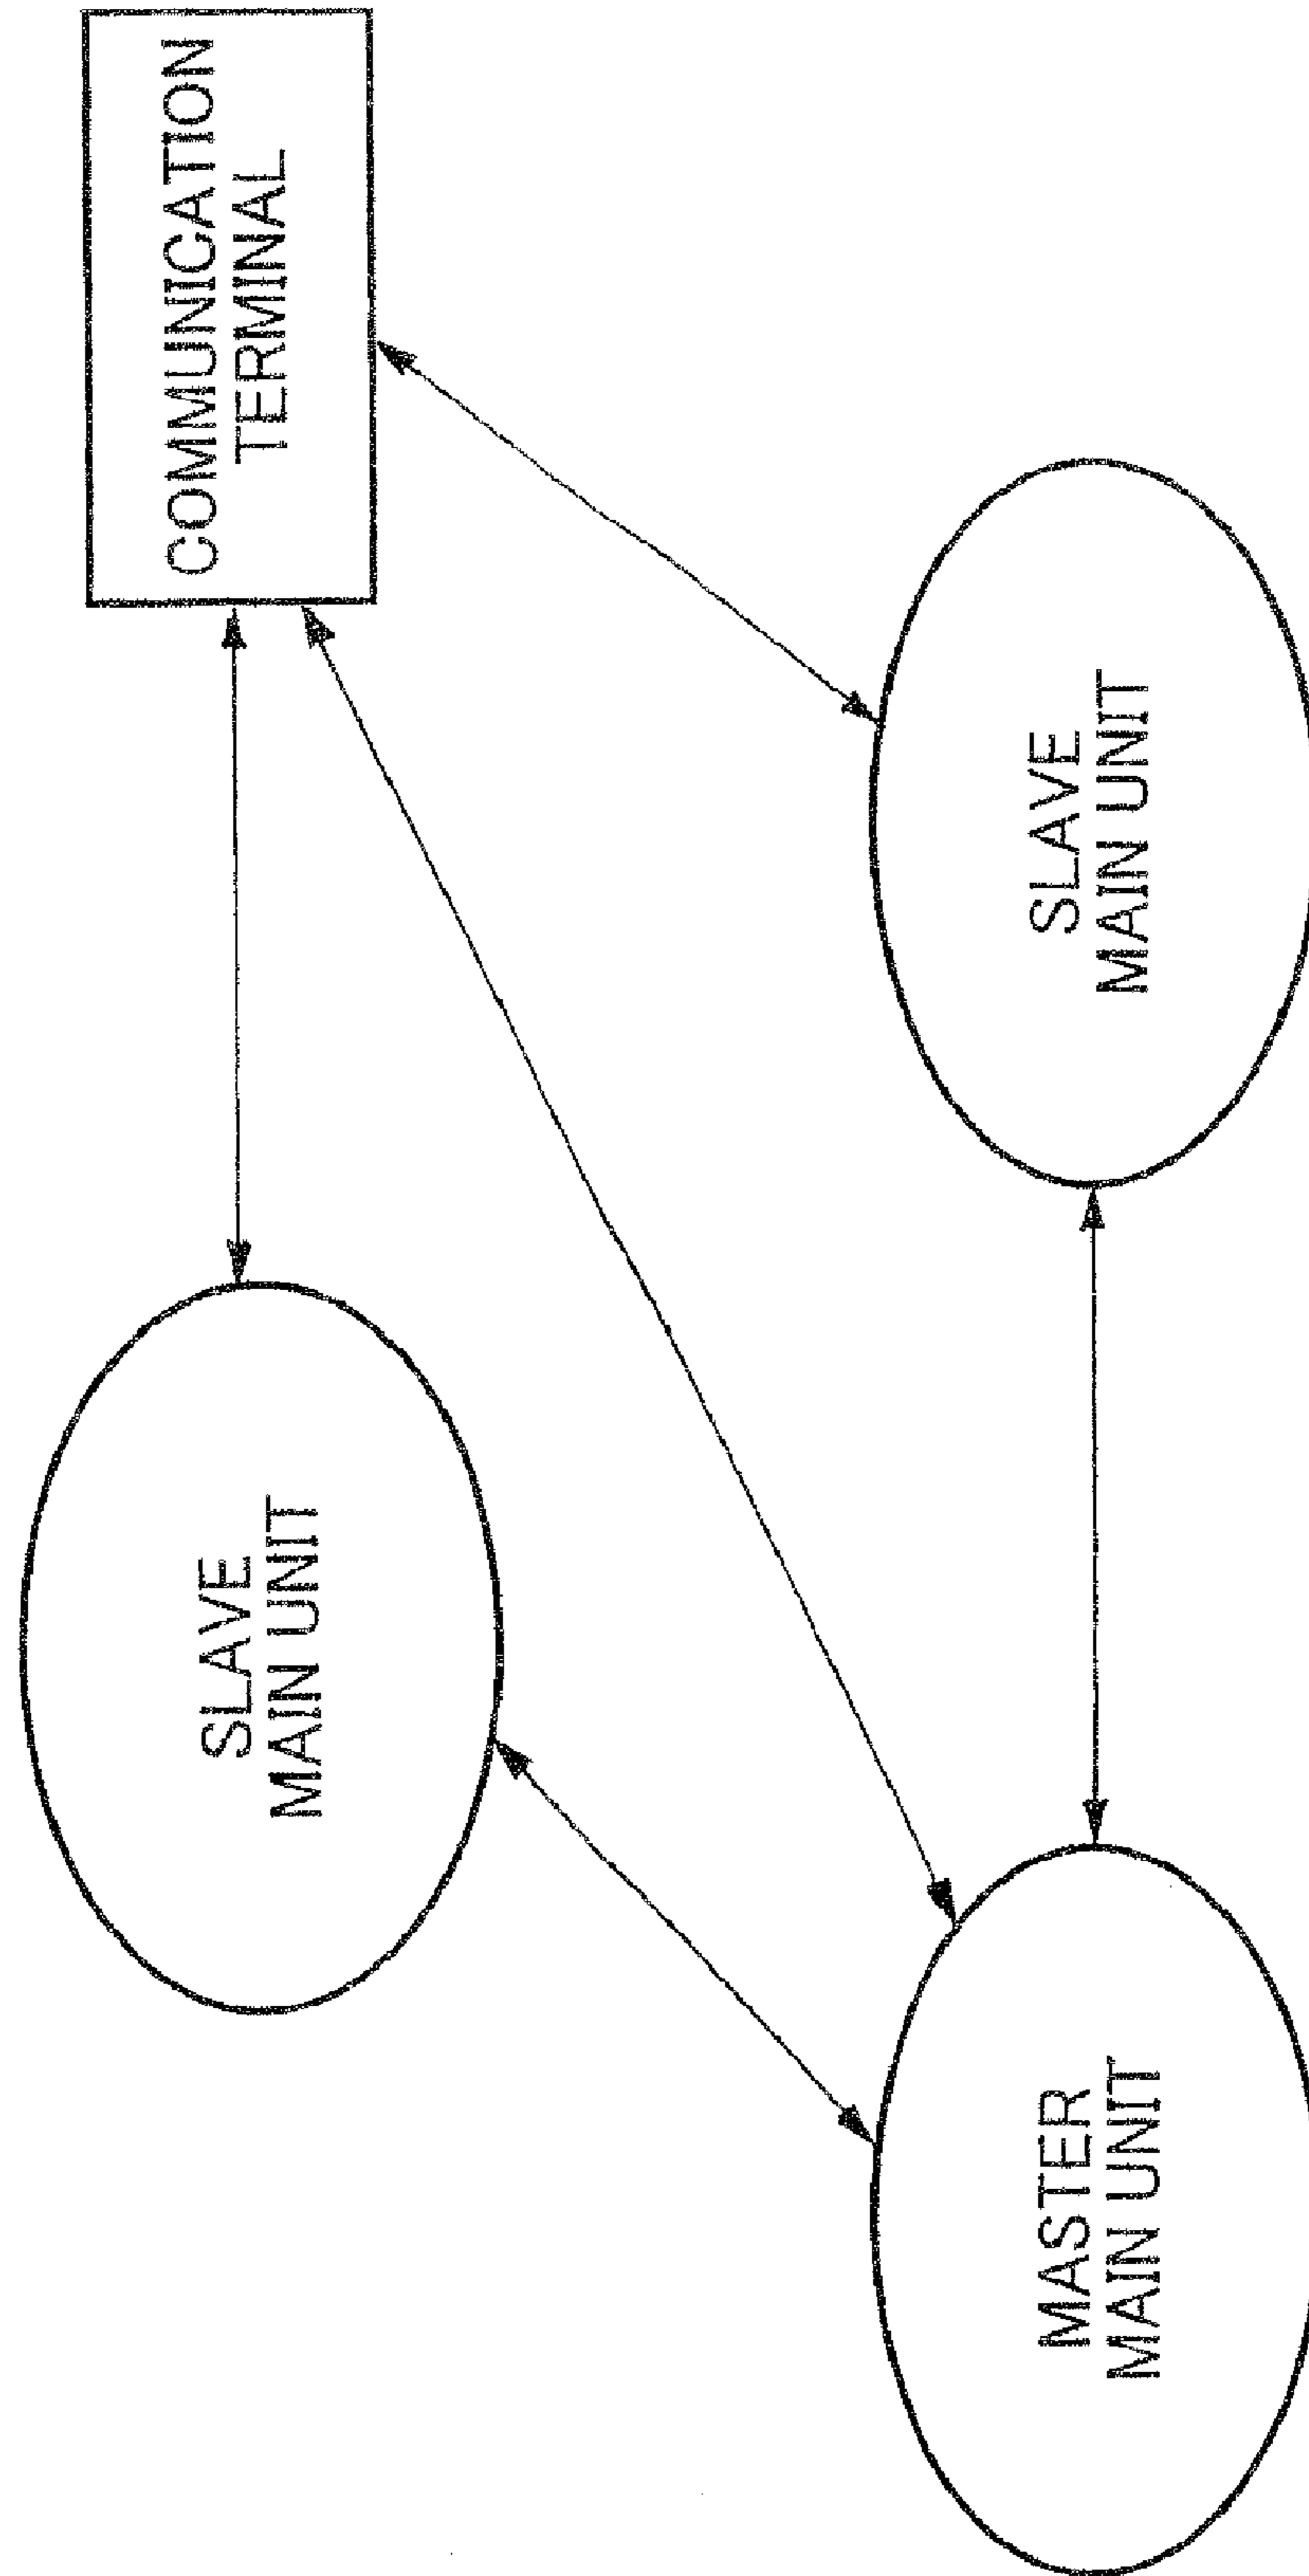 COMMUNICATION
TERMINAL
SLAVE
MAIN UNIT
SLAVE
MAIN UNIT
MASTER
MAIN UNIT